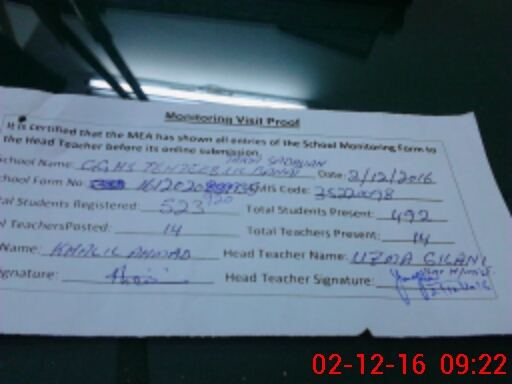 Monitoring Visit Proof
It is certified that the MEA has shown all entries of the School Monitoring Form to
the Head Teacher before its online submission.
School Name: GGHS Date: 2/12/2016
School Form No. EMIS Code: 35220098
Total Students Registered: 523 Total Students Present: 492
Total Teachers Posted: 14 Total Teachers Present: 14
Name: KHALIL AHMAD Head Teacher Name: UZMA GILANI
Signature: Head Teacher Signature:
02-12-16 09:22